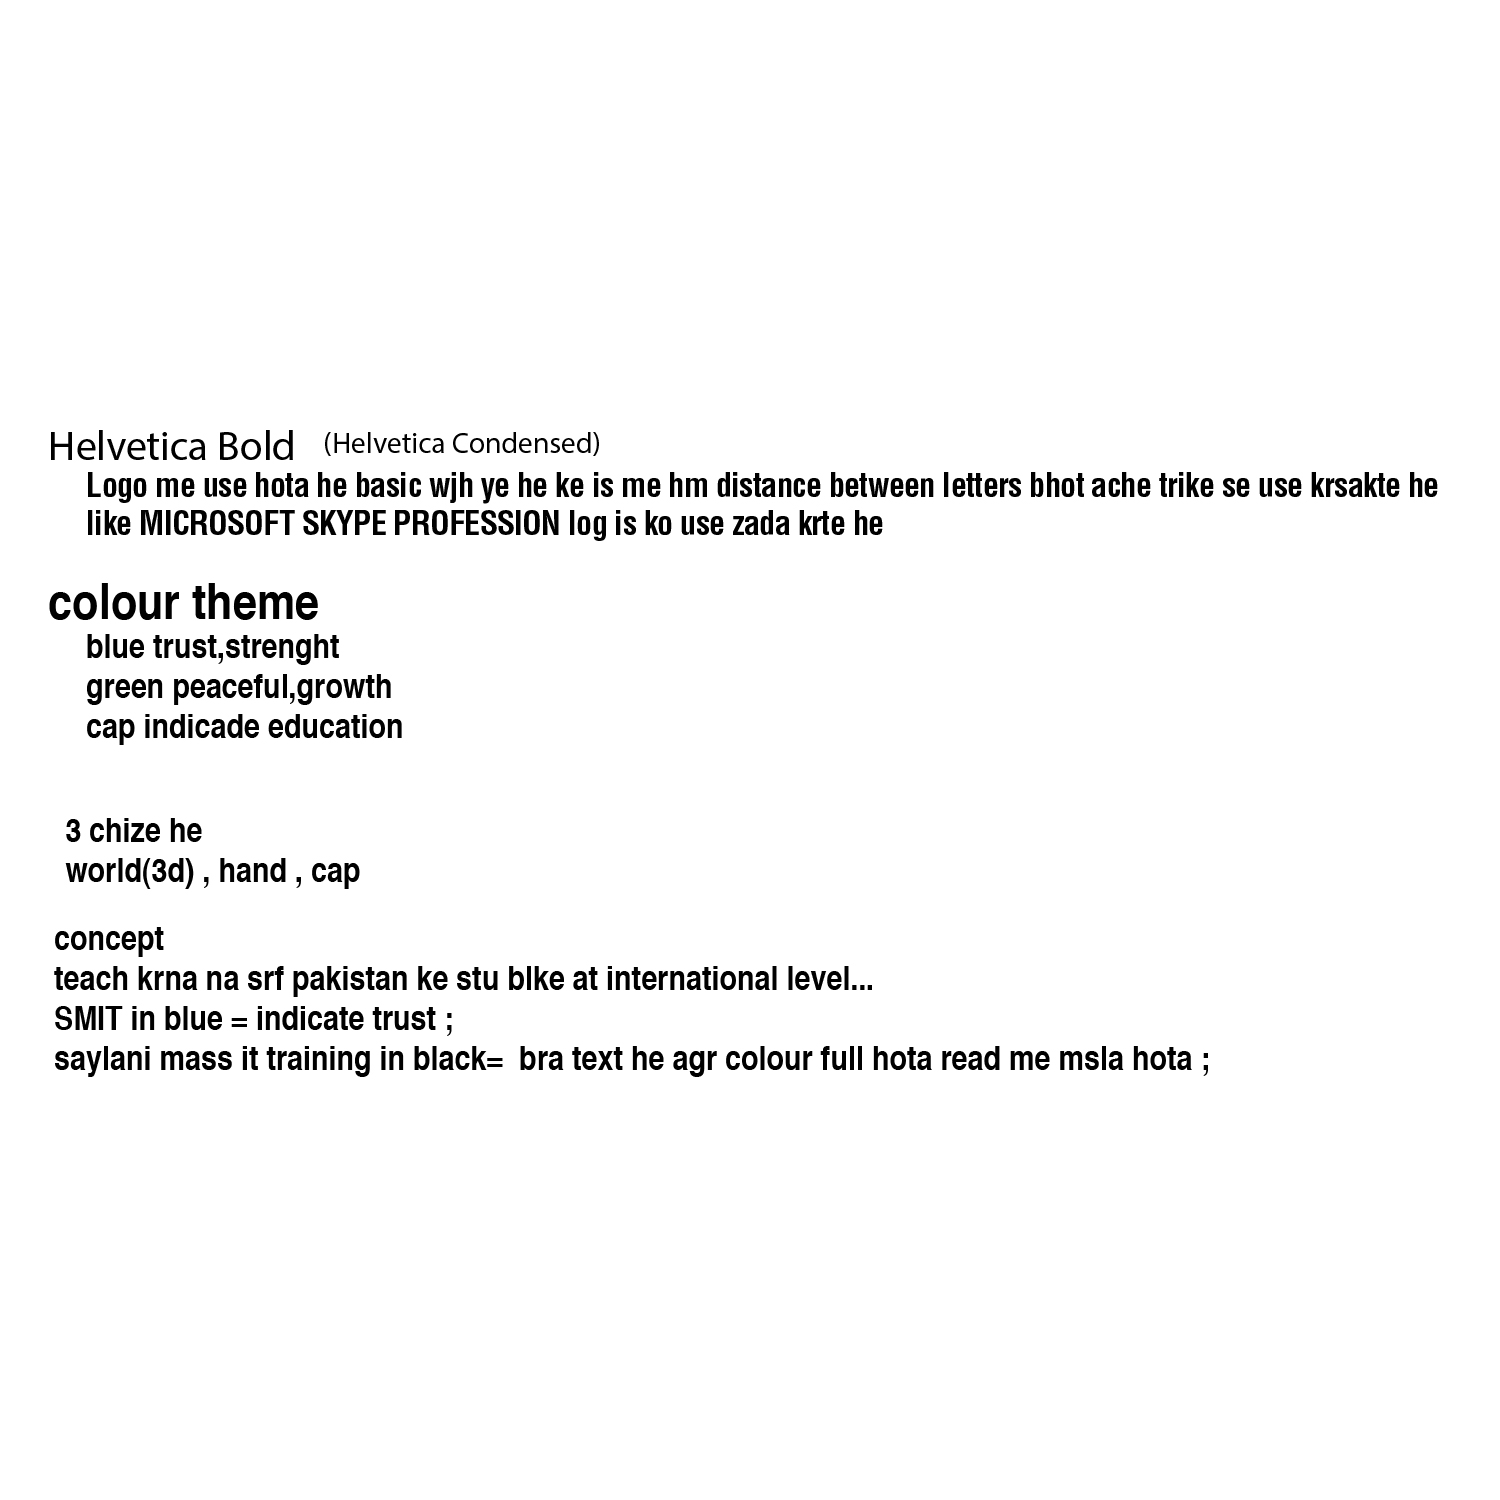 Helvetica Bold (Helvetica Condensed)
Logo me use hota he basic wjh ye he ke is me hm distance between letters bhot ache trike se use krsakte he
like MICROSOFT SKYPE PROFESSION log is ko use zada krte he
colour theme
blue trust,strenght
green peaceful,growth
cap indicade education
3 chize he
world(3d) , hand , cap
concept
teach krna na srf pakistan ke stu blke at international level...
SMIT in blue = indicate trust ;
saylani mass it training in black=  bra text he agr colour full hota read me msla hota ;